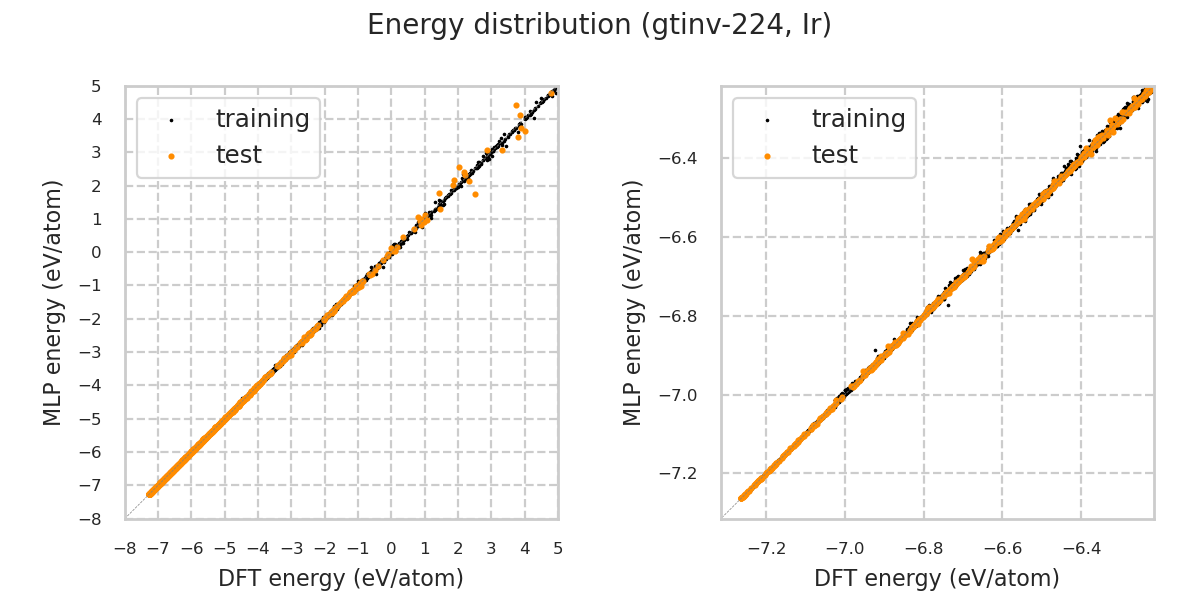 Energy distribution (gtinv-224, Ir)
5
4
3
2
1
0
−1
−2
−3
−4
−5
−6
−7
−8
MLP energy (eV/atom)
training
test
−8 −7 −6 −5 −4 −3 −2 −1 0 1 2 3 4 5
DFT energy (eV/atom)
−6.4
−6.6
−6.8
−7.0
−7.2
MLP energy (eV/atom)
training
test
−7.2 −7.0 −6.8 −6.6 −6.4
DFT energy (eV/atom)